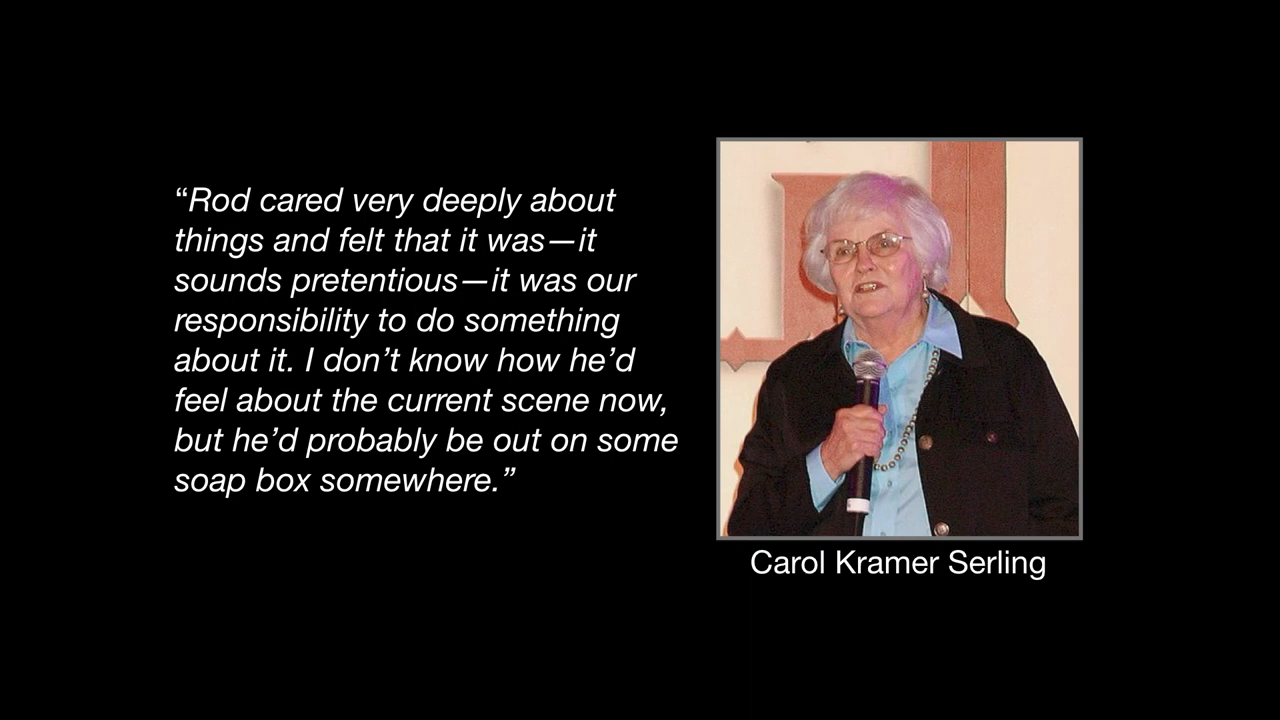 “Rod cared very deeply about
things and felt that it was—it
sounds pretentious—it was our
responsibility to do something
about it. I don’t know how he’d
feel about the current scene now,
but he’d probably be out on some
soap box somewhere.”
Carol Kramer Serling